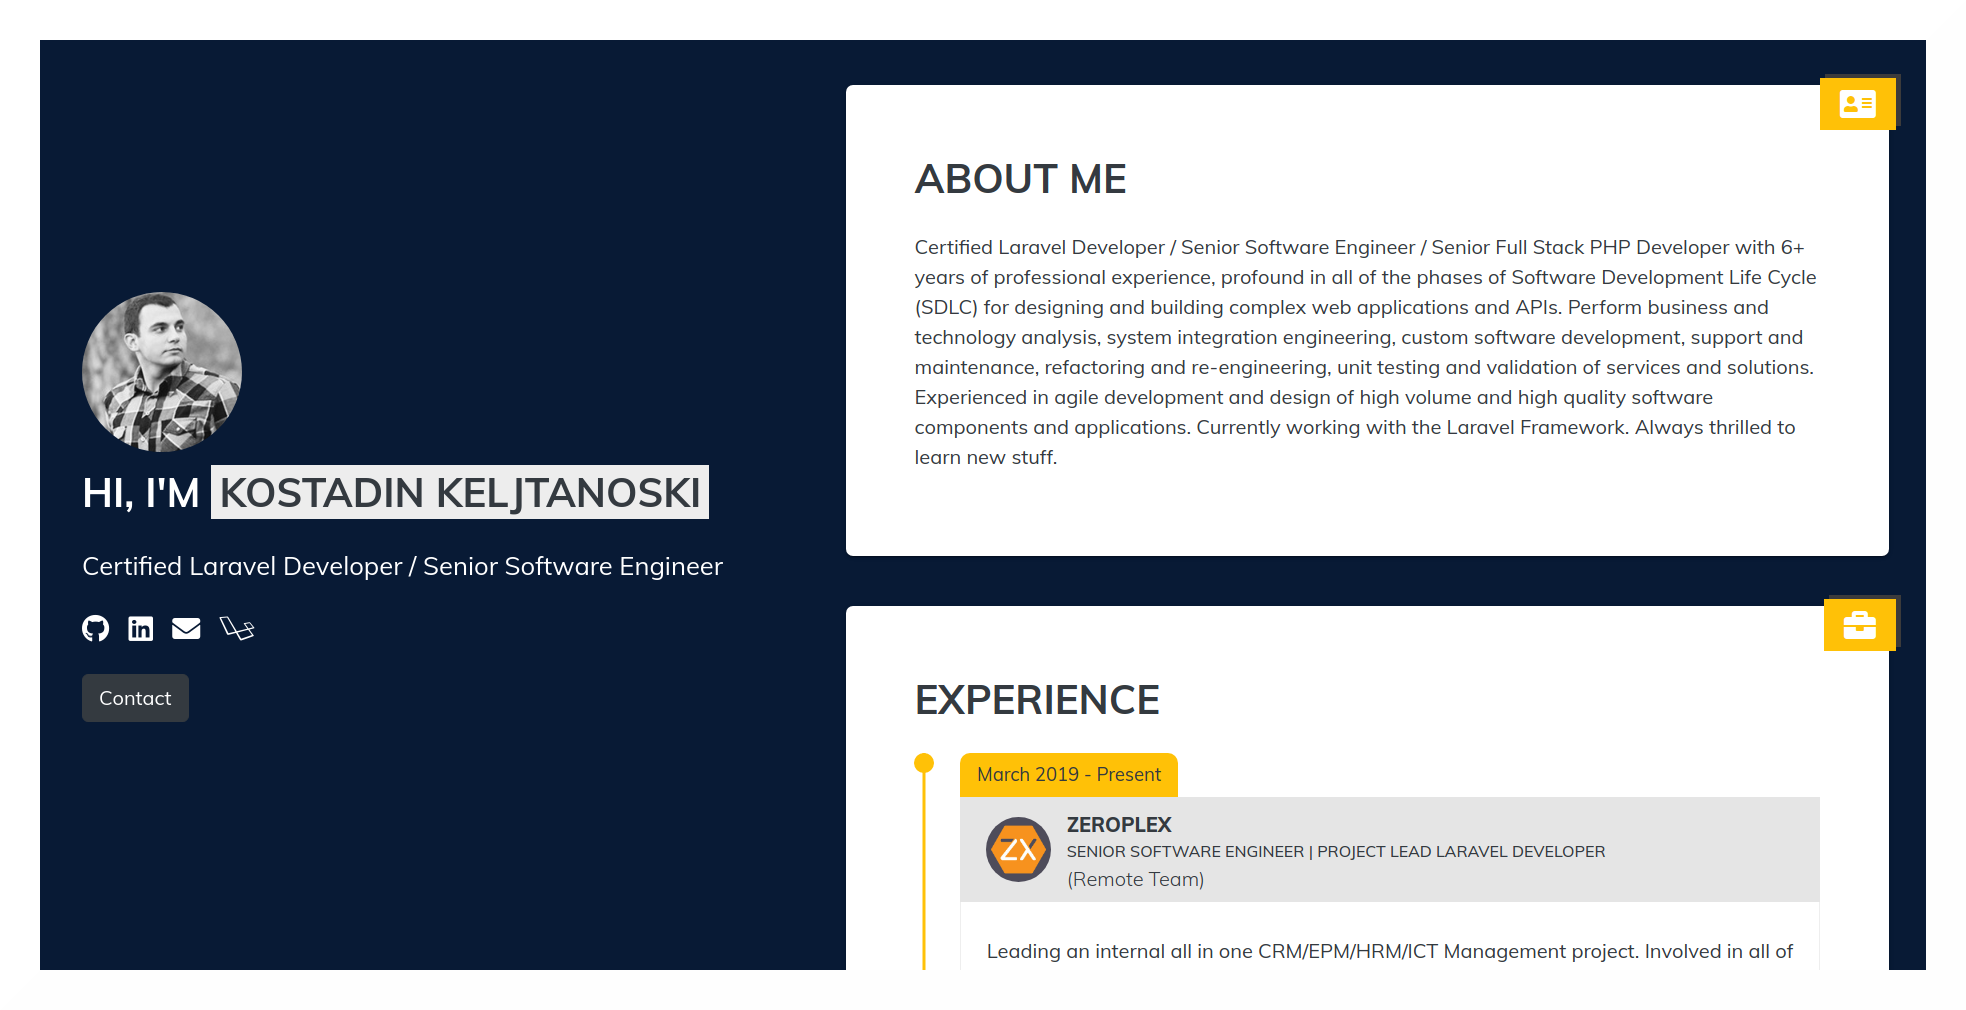 HI, I'M KOSTADIN KELJTANOSKI
Certified Laravel Developer / Senior Software Engineer
Contact
ABOUT ME
Certified Laravel Developer / Senior Software Engineer / Senior Full Stack PHP Developer with 6+
years of professional experience, profound in all of the phases of Software Development Life Cycle
(SDLC) for designing and building complex web applications and APIs. Perform business and
technology analysis, system integration engineering, custom software development, support and
maintenance, refactoring and re-engineering, unit testing and validation of services and solutions.
Experienced in agile development and design of high volume and high quality software
components and applications. Currently working with the Laravel Framework. Always thrilled to
learn new stuff.
EXPERIENCE
March 2019 - Present
ZX
ZEROPLEX
SENIOR SOFTWARE ENGINEER | PROJECT LEAD LARAVEL DEVELOPER
(Remote Team)
Leading an internal all in one CRM/EPM/HRM/ICT Management project. Involved in all of